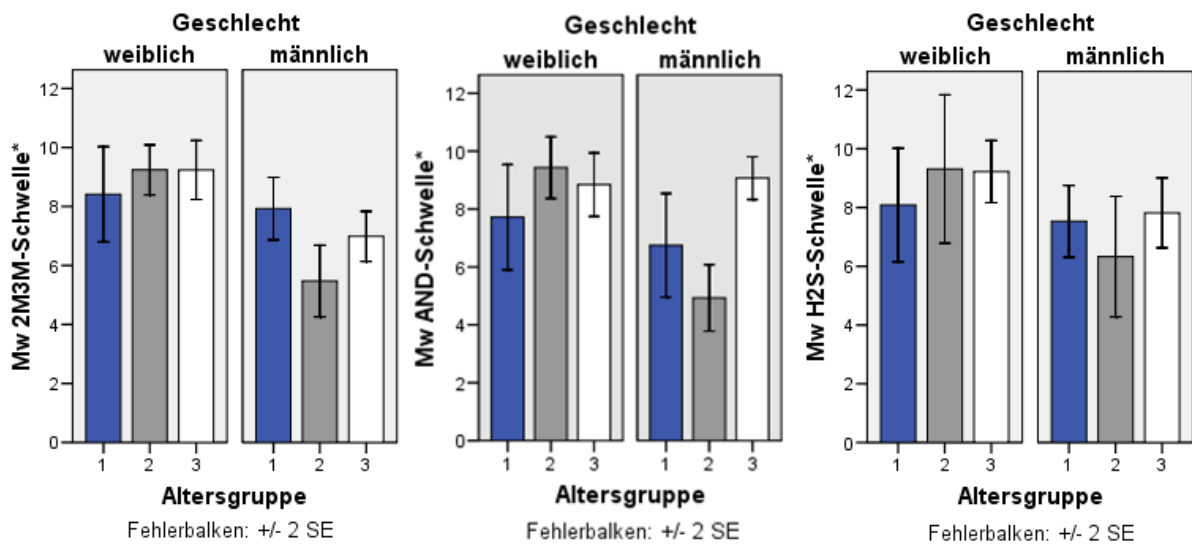 Geschlecht
weiblich männlich
Mw 2M3M-Schwelle*
12
10
8
6
4
2
0
1 2 3 1 2 3
Altersgruppe
Fehlerbalken: +/- 2 SE
Geschlecht
weiblich männlich
Mw AND-Schwelle*
12
10
8
6
4
2
0
1 2 3 1 2 3
Altersgruppe
Fehlerbalken: +/- 2 SE
Geschlecht
weiblich männlich
Mw H2S-Schwelle*
12
10
8
6
4
2
0
1 2 3 1 2 3
Altersgruppe
Fehlerbalken: +/- 2 SE